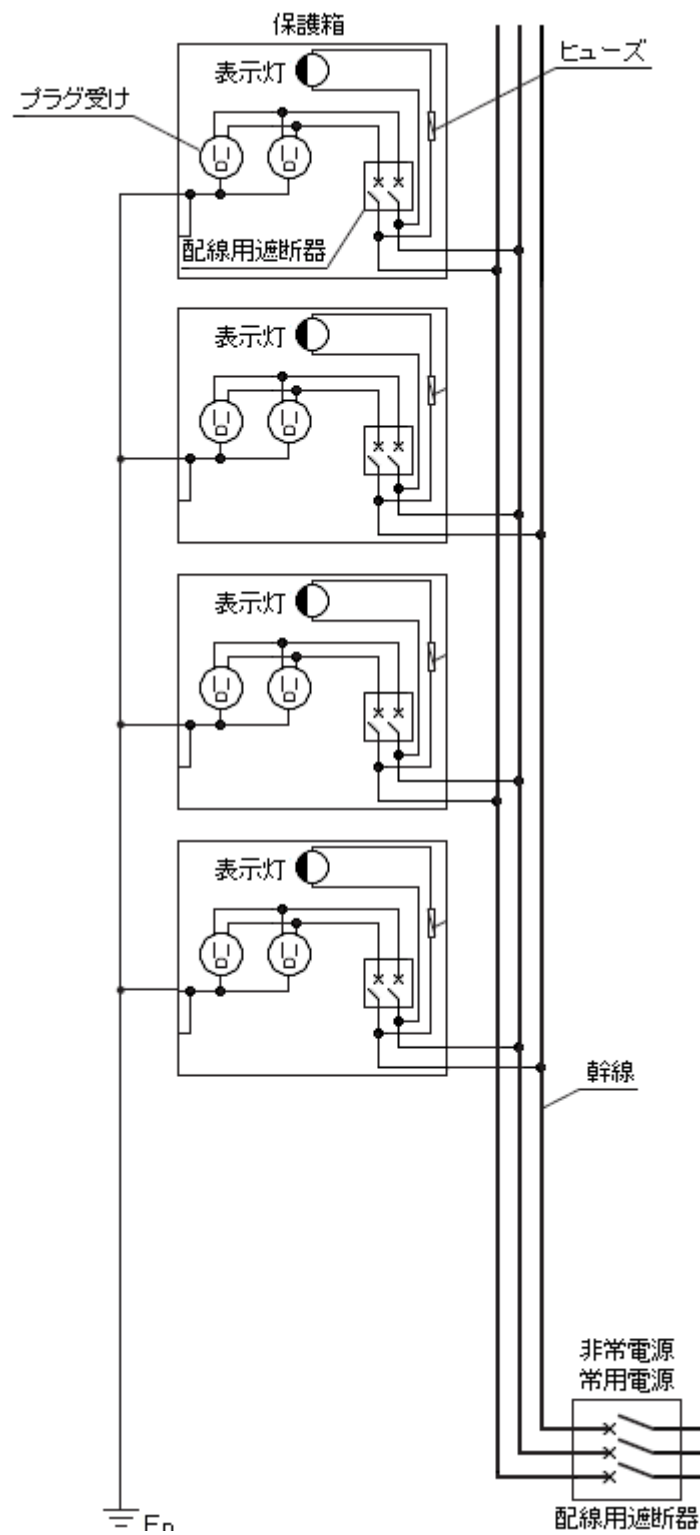 保護箱
表示灯
ヒューズ
プラグ受け
配線用遮断器
表示灯
表示灯
表示灯
幹線
非常電源
常用電源
配線用遮断器